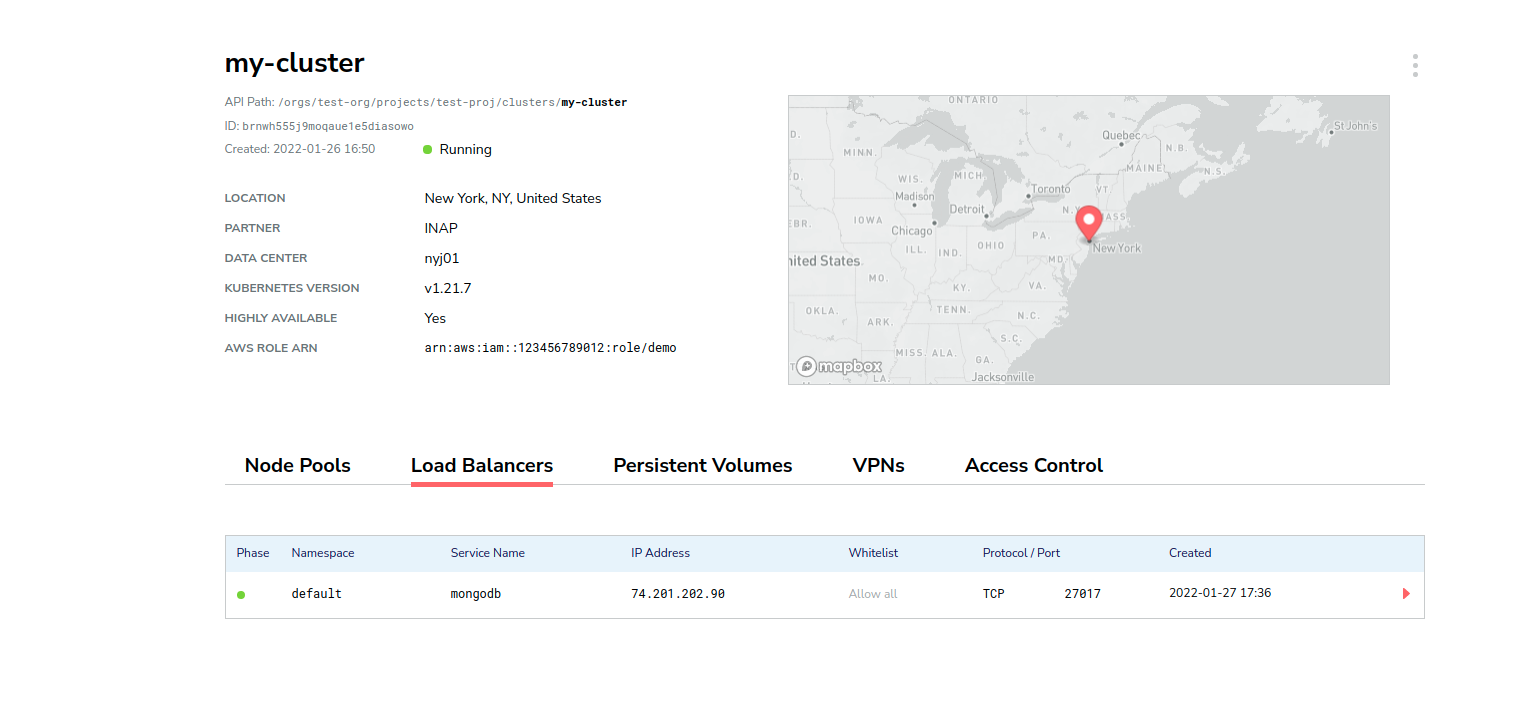 my-cluster
API Path: /orgs/test-org/projects/test-proj/clusters/my-cluster
ID: brnwh555j9moqaue1e5diasowo
Created: 2022-01-26 16:50 Running
LOCATION New York, NY, United States
PARTNER INAP
DATA CENTER nyj01
KUBERNETES VERSION v1.21.7
HIGHLY AVAILABLE Yes
AWS ROLE ARN arn:aws:iam::123456789012:role/demo
ONTARIO
St John's
D.
Quebec
MINN.
N.B.
MAINE
N.S.
D.
WIS.
MICH
Toronto
VT.
Madison
Detroit
N.Y.
MASS
EBR.
IOWA
Chicago
PA.
ILL.
IND.
OHIO
New York
nited States
MD
MO.
KY.
VA.
OKLA.
ARK.
TENN.
N.C.
S.C.
MISS.
ALA.
GA.
mapbox
LA.
Jacksonville
Node Pools Load Balancers Persistent Volumes VPNs Access Control
Phase Namespace Service Name IP Address Whitelist Protocol / Port Created
default mongodb 74.201.202.90 Allow all TCP 27017 2022-01-27 17:36